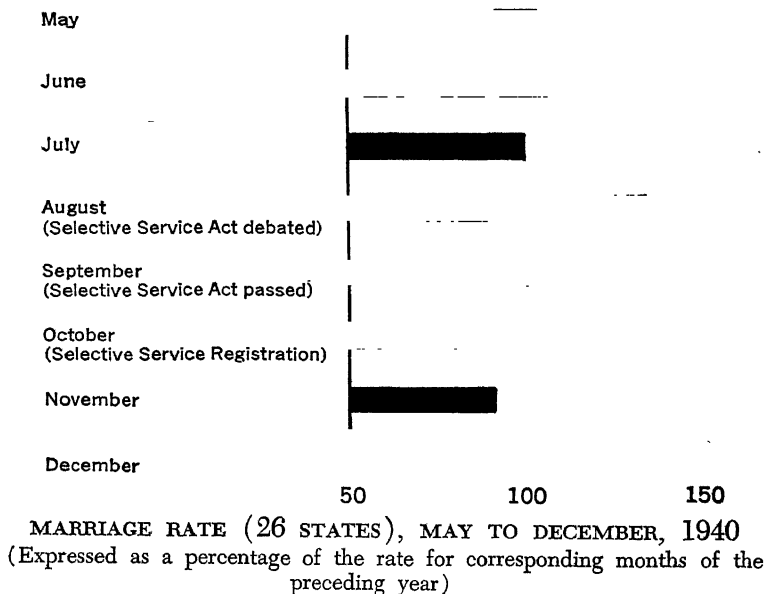 May
June
July
August
(Selective Service Act debated)
September
(Selective Service Act passed)
October
(Selective Service Registration)
November
December
50 100 150
MARRIAGE RATE (26 STATES), MAY TO DECEMBER, 1940
(Expressed as a percentage of the rate for corresponding months of the
preceding year)